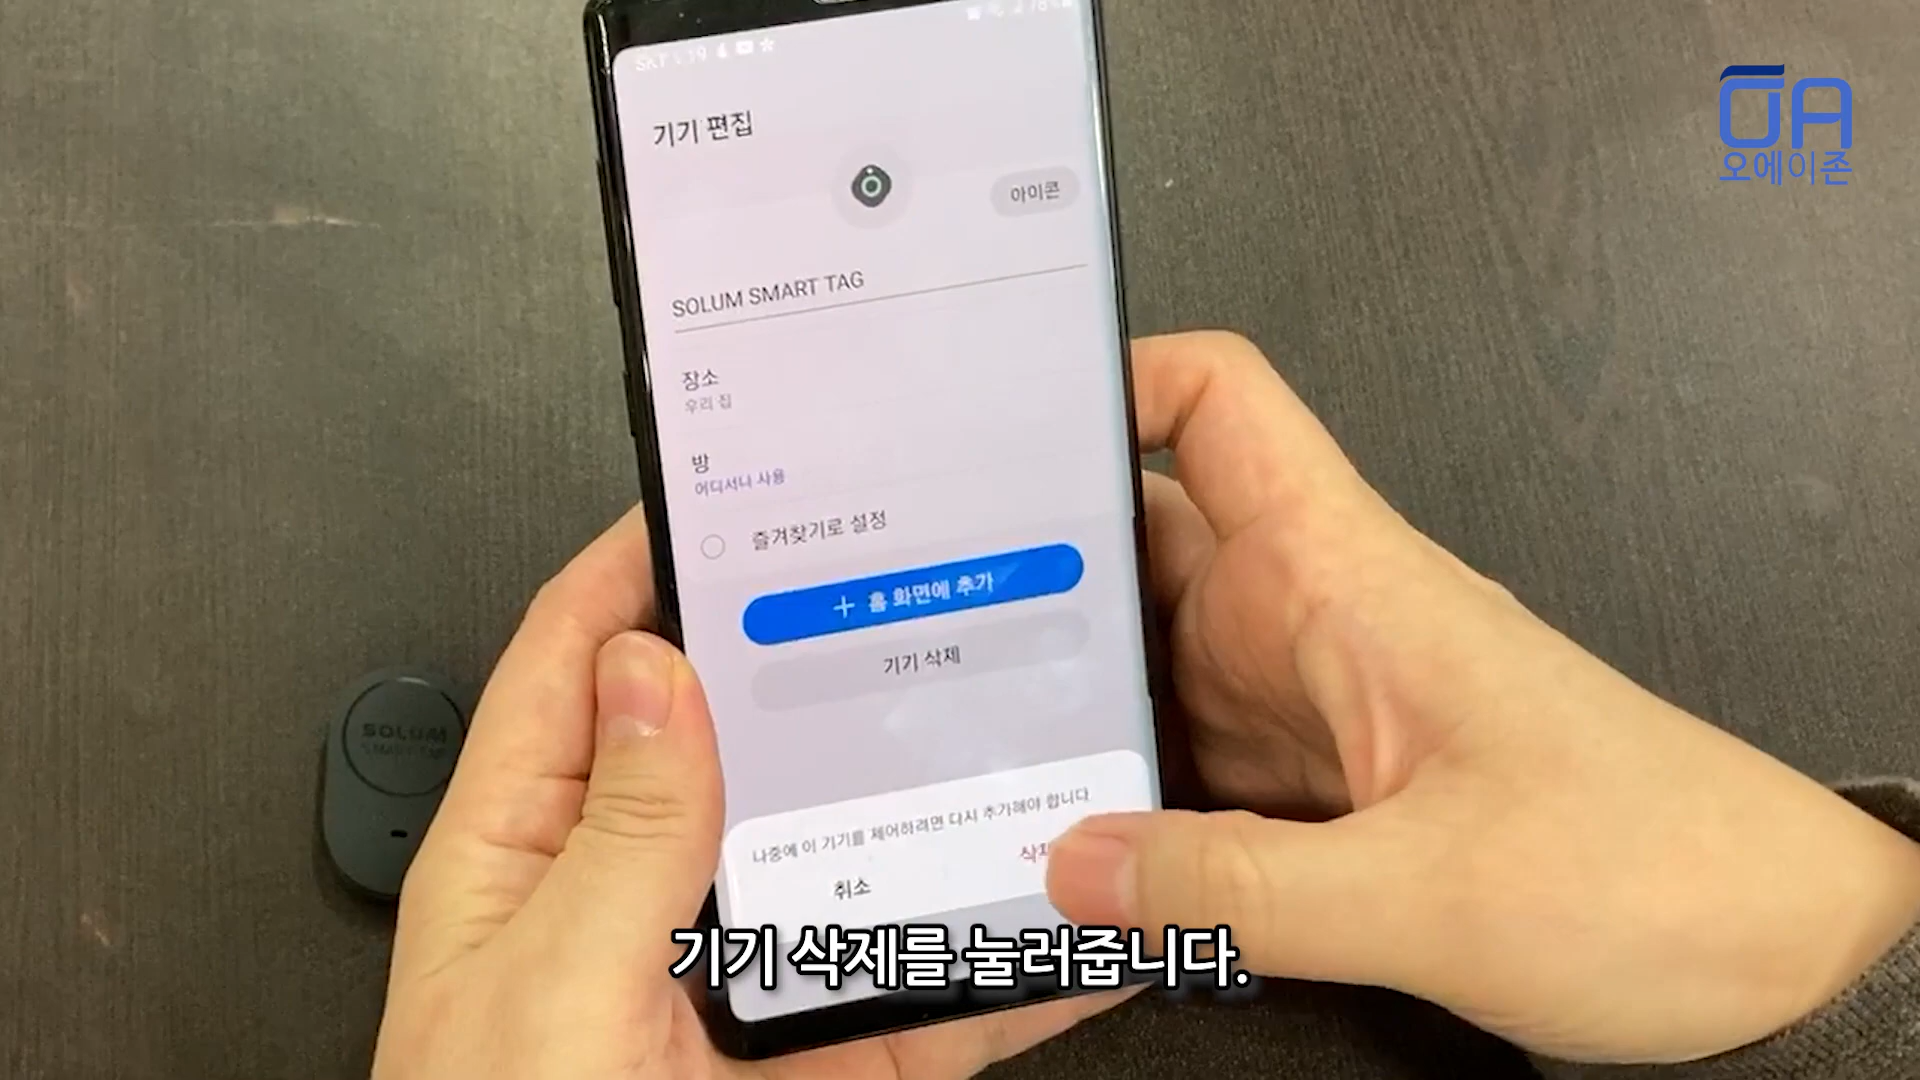 SKT
오에이존
기기 편집
아이콘
SOLUM SMART TAG
장소
우리 집
방
어디서나 사용
즐겨찾기로 설정
+ 홈 화면에 추가
기기 삭제
SOLUM
SMART TAG
나중에 이 기기를 제어하려면 다시 추가해야 합니다
취소
기기 삭제를 눌러줍니다.